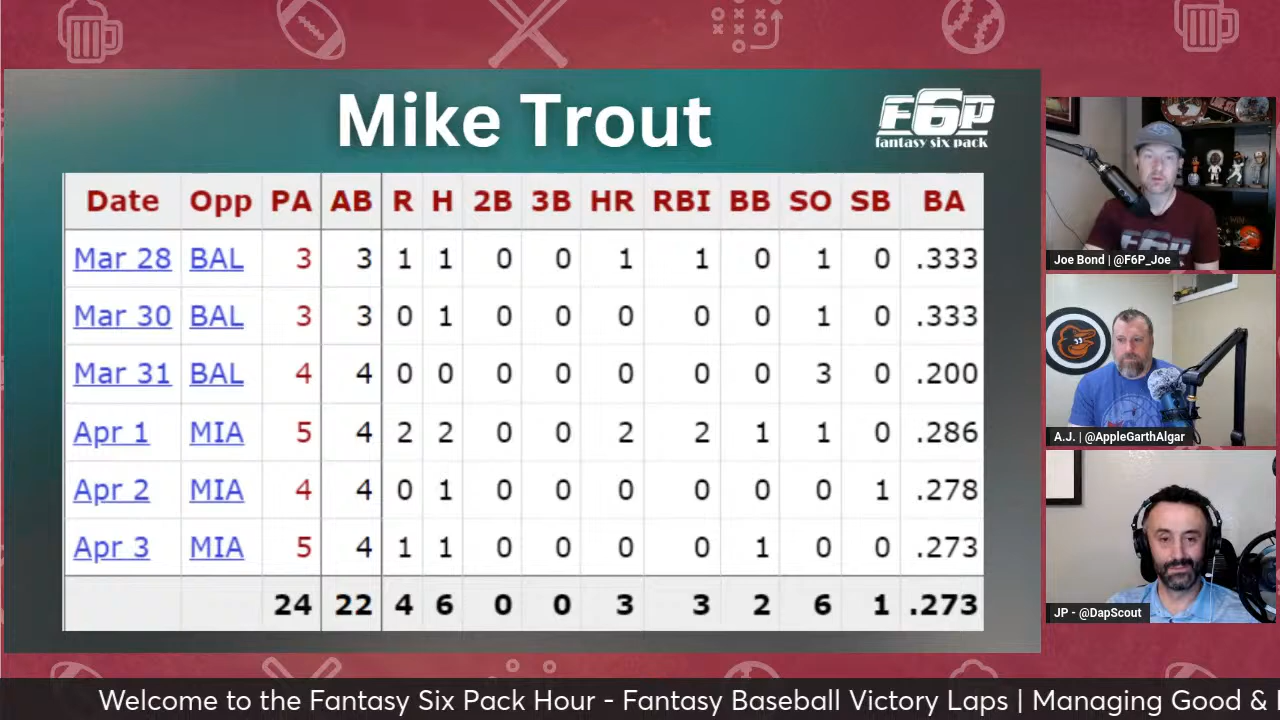 Mike Trout
F6P
fantasy six pack
Date Opp PA AB R H 2B 3B HR RBI BB SO SB BA
Mar 28 BAL 3 3 1 1 0 0 1 1 0 1 0 .333
Mar 30 BAL 3 3 0 1 0 0 0 0 0 1 0 .333
Mar 31 BAL 4 4 0 0 0 0 0 0 0 3 0 .200
Apr 1 MIA 5 4 2 2 0 0 2 2 1 1 0 .286
Apr 2 MIA 4 4 0 1 0 0 0 0 0 0 1 .278
Apr 3 MIA 5 4 1 1 0 0 0 0 1 0 0 .273
24 22 4 6 0 0 3 3 2 6 1 .273
F6P
Joe Bond | @F6P_Joe
A.J. | @AppleGarthAlgar
JP - @DapScout
Welcome to the Fantasy Six Pack Hour - Fantasy Baseball Victory Laps | Managing Good &